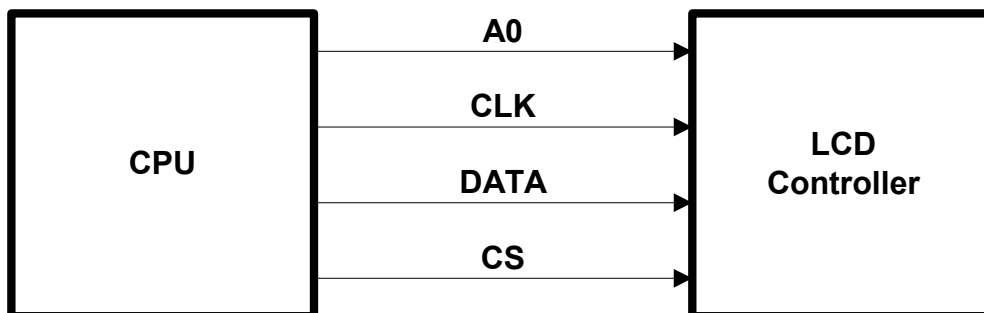 A0
CLK
CPU
DATA
CS
LCD
Controller